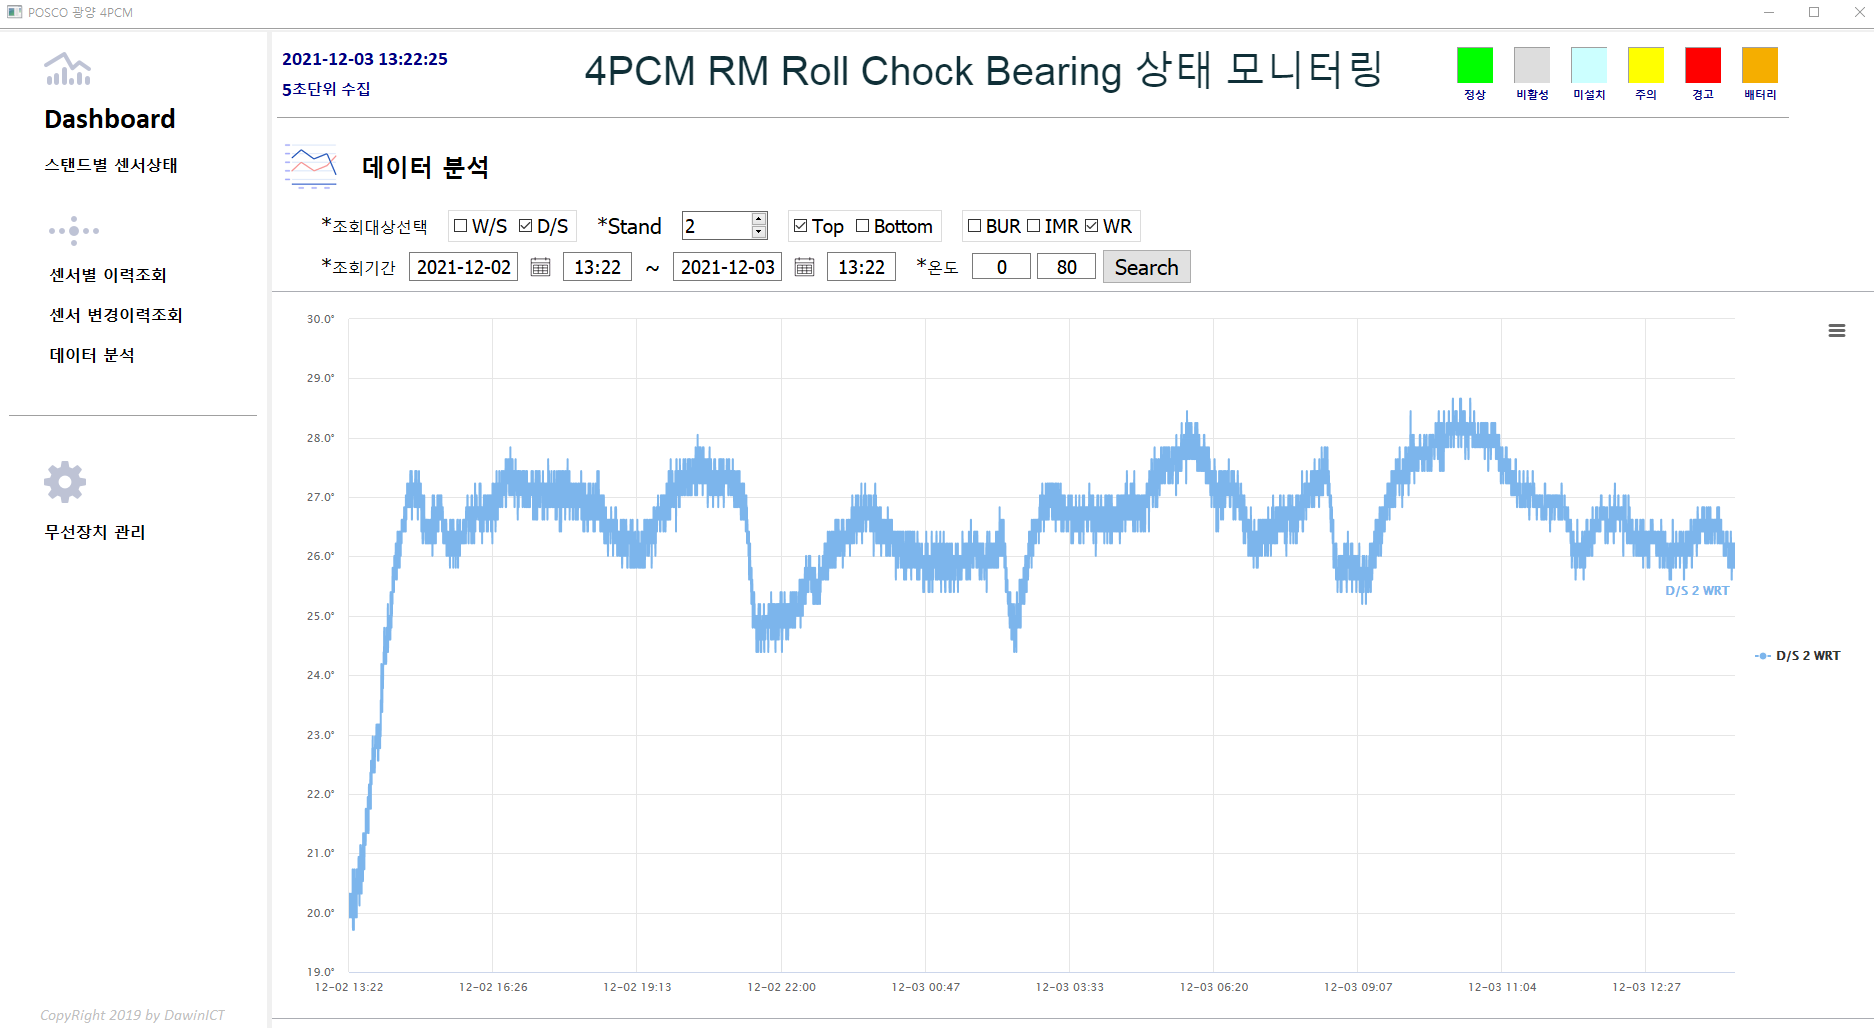 POSCO 광양 4PCM
Dashboard
스탠드별 센서상태
센서별 이력조회
센서 변경이력조회
데이터 분석
무선장치 관리
CopyRight 2019 by DawinICT
2021-12-03 13:22:25
5초단위 수집
4PCM RM Roll Chock Bearing 상태 모니터링
정상 비활성 미설치 주의 경고 배터리
데이터 분석
*조회대상선택 W/S D/S *Stand 2 Top Bottom BUR IMR WR
*조회기간 2021-12-02 13:22 ~ 2021-12-03 13:22 *온도 0 80 Search
30.0°
29.0°
28.0°
27.0°
26.0°
25.0°
24.0°
23.0°
22.0°
21.0°
20.0°
19.0°
D/S 2 WRT
D/S 2 WRT
12-02 13:22 12-02 16:26 12-02 19:13 12-02 22:00 12-03 00:47 12-03 03:33 12-03 06:20 12-03 09:07 12-03 11:04 12-03 12:27